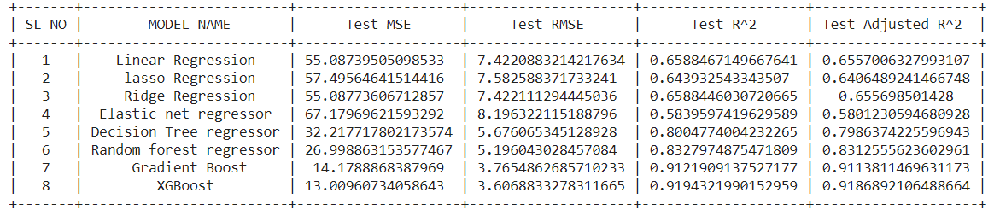 +-------+--------------------------+--------------------+--------------------+--------------------+--------------------+
| SL NO |        MODEL_NAME        |      Test MSE      |     Test RMSE      |      Test R^2      | Test Adjusted R^2  |
+-------+--------------------------+--------------------+--------------------+--------------------+--------------------+
|   1   |    Linear Regression     | 55.08739505098533  | 7.4220883214217634 | 0.6588467149667641 | 0.6557006327993107 |
|   2   |     lasso Regression     | 57.49564641514416  | 7.582588371733241  | 0.643932543343507  | 0.6406489241466748 |
|   3   |     Ridge Regression     | 55.08773606712857  | 7.422111294445036  | 0.6588446030720665 |   0.655698501428   |
|   4   |  Elastic net regressor   | 67.17969621593292  | 8.196322115188796  | 0.5839597419629589 | 0.5801230594680928 |
|   5   | Decision Tree regressor  | 32.217717802173574 | 5.676065345128928  | 0.8004774004232265 | 0.7986374225596943 |
|   6   | Random forest regressor  | 26.998863153577467 | 5.196043028457084  | 0.8327974875471809 | 0.8312555623602961 |
|   7   |      Gradient Boost      |  14.1788868387969  | 3.7654862685710233 | 0.9121909137527177 | 0.9113811469631173 |
|   8   |         XGBoost          | 13.00960734058643  | 3.6068833278311665 | 0.9194321990152959 | 0.9186892106488664 |
+-------+--------------------------+--------------------+--------------------+--------------------+--------------------+